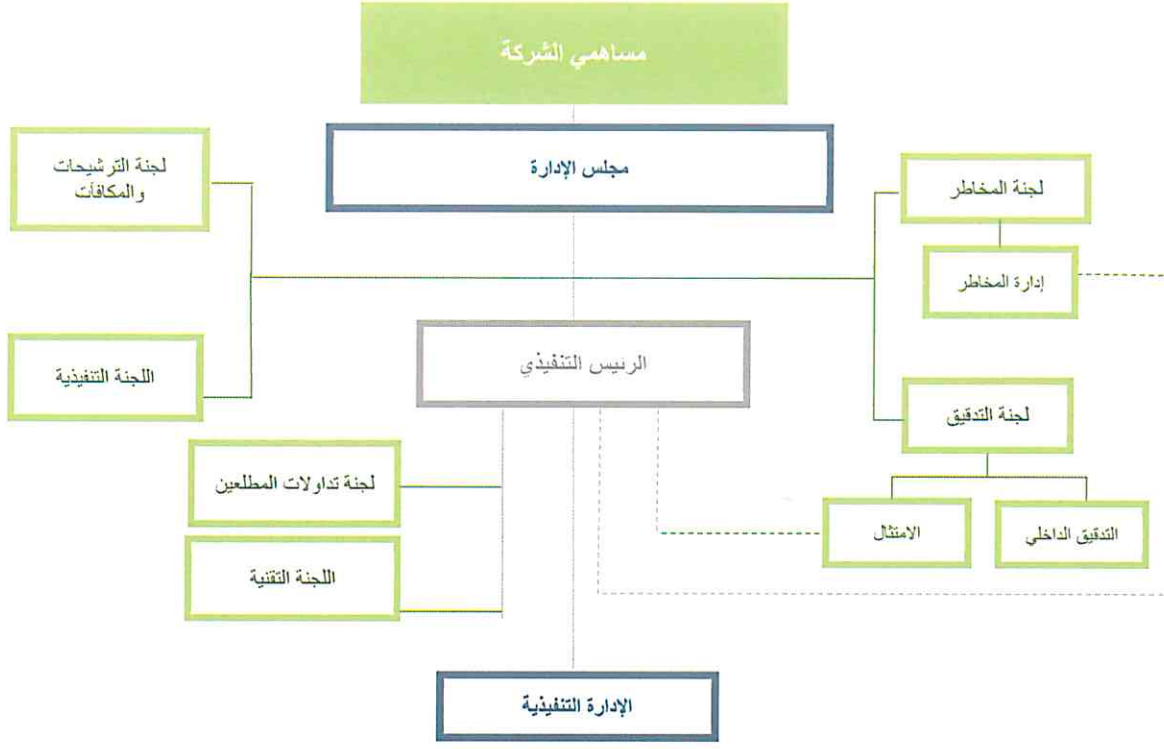 مساهمي الشركة
مجلس الإدارة
لجنة الترشيحات
والمكافآت
لجنة المخاطر
إدارة المخاطر
الرئيس التنفيذي
اللجنة التنفيذية
لجنة التدقيق
لجنة تداولات المطلعين
الامتثال
التدقيق الداخلي
اللجنة التقنية
الإدارة التنفيذية